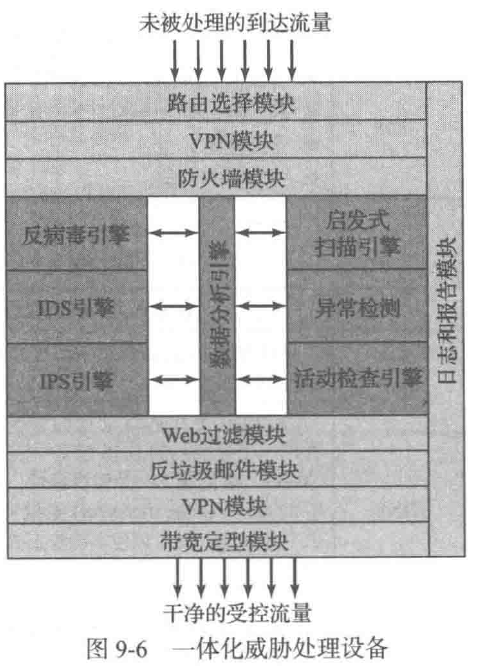 未被处理的到达流量
路由选择模块
VPN模块
防火墙模块
反病毒引擎
启发式
扫描引擎
IDS引擎
数据分析引擎
异常检测
IPS引擎
活动检查引擎
日志和报告模块
Web过滤模块
反垃圾邮件模块
VPN模块
带宽定型模块
干净的受控流量
图 9-6 一体化威胁处理设备